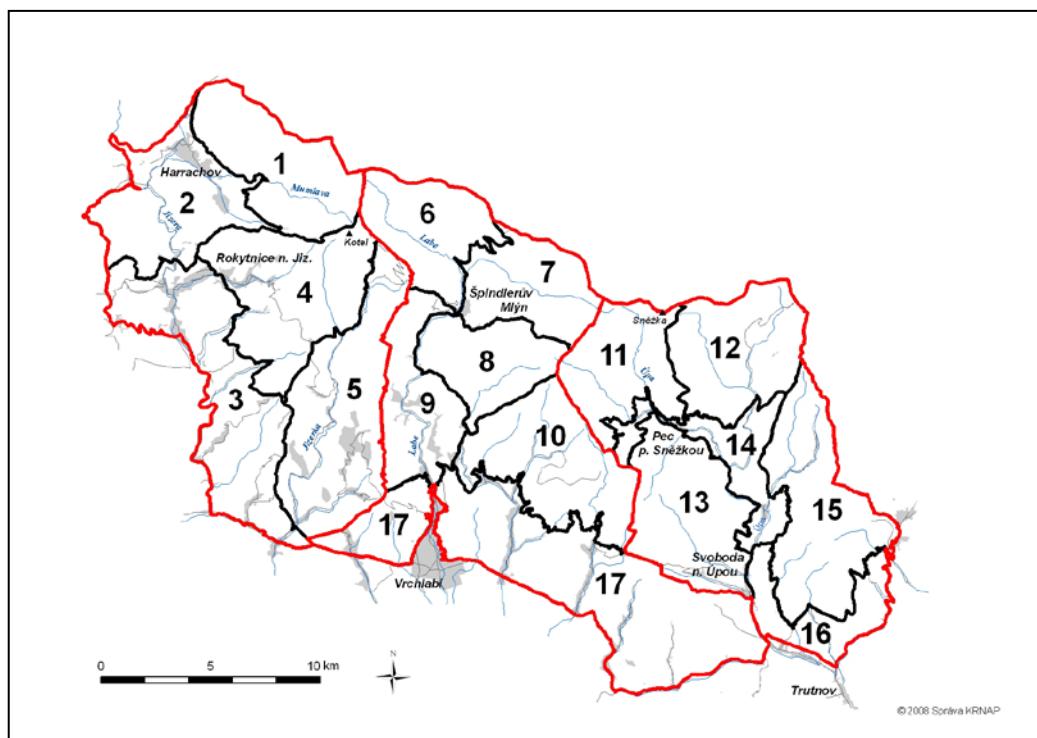 1
Harrachov
Mumlava
2
Jizera
6
Labe
Kotel
Rokytnice n. Jiz.
7
4
Špindlerův
Mlýn
Sněžka
12
11
8
Úpa
3
5
9
10
Labe
Jizerka
Pec
p. Sněžkou
14
13
15
Úpa
17
Svoboda
n. Úpou
Vrchlabí
17
16
0 5 10 km
N
Trutnov
© 2008 Správa KRNAP